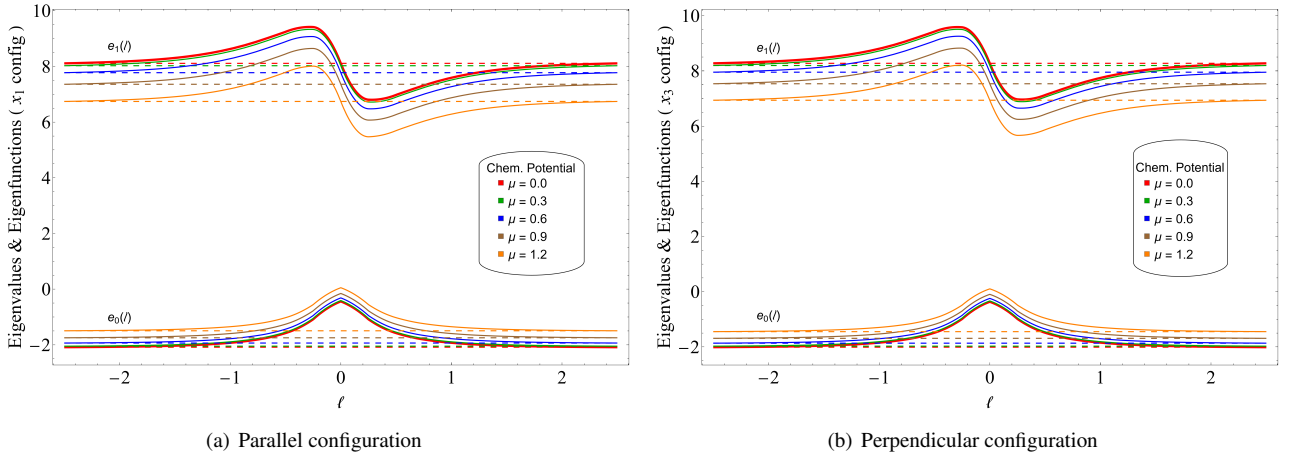 Eigenvalues & Eigenfunctions ( x₁ config)
10
8
6
4
2
0
−2
e₁(l)
e₀(l)
Chem. Potential
μ = 0.0
μ = 0.3
μ = 0.6
μ = 0.9
μ = 1.2
−2 −1 0 1 2
ℓ
(a) Parallel configuration
Eigenvalues & Eigenfunctions ( x₃ config)
10
8
6
4
2
0
−2
e₁(l)
e₀(l)
Chem. Potential
μ = 0.0
μ = 0.3
μ = 0.6
μ = 0.9
μ = 1.2
−2 −1 0 1 2
ℓ
(b) Perpendicular configuration